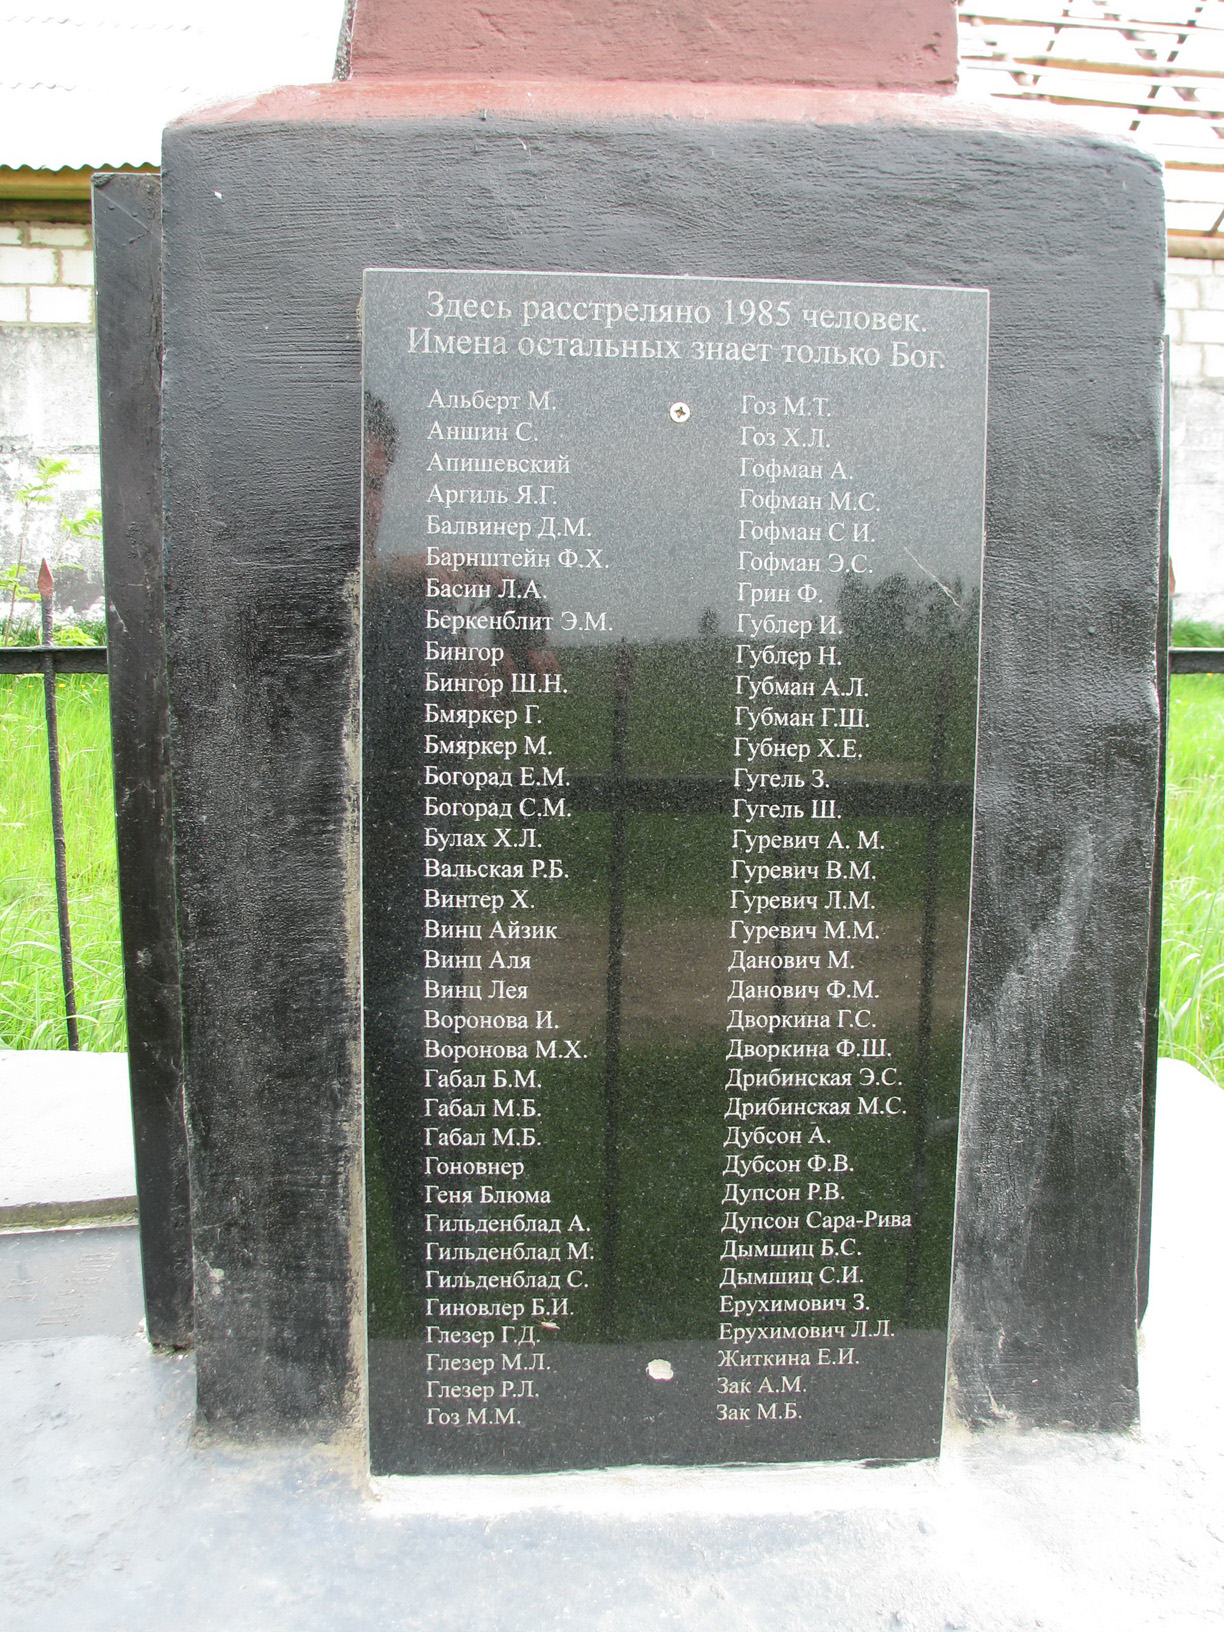 Здесь расстреляно 1985 человек.
Имена остальных знает только Бог.
Альберт М.
Аншин С.
Апишевский
Аргиль Я.Г.
Балвинер Д.М.
Барнштейн Ф.Х.
Басин Л.А.
Беркенблит Э.М.
Бингор
Бингор Ш.Н.
Бмяркер Г.
Бмяркер М.
Богорад Е.М.
Богорад С.М.
Булах Х.Л.
Вальская Р.Б.
Винтер Х.
Винц Айзик
Винц Аля
Винц Лея
Воронова И.
Воронова М.Х.
Габал Б.М.
Габал М.Б.
Габал М.Б.
Гоновнер
Геня Блюма
Гильденблад А.
Гильденблад М.
Гильденблад С.
Гиновлер Б.И.
Глезер Г.Д.
Глезер М.Л.
Глезер Р.Л.
Гоз М.М.
Гоз М.Т.
Гоз Х.Л.
Гофман А.
Гофман М.С.
Гофман С И.
Гофман Э.С.
Грин Ф.
Гублер И.
Гублер Н.
Губман А.Л.
Губман Г.Ш.
Губнер Х.Е.
Гугель З.
Гугель Ш.
Гуревич А. М.
Гуревич В.М.
Гуревич Л.М.
Гуревич М.М.
Данович М.
Данович Ф.М.
Дворкина Г.С.
Дворкина Ф.Ш.
Дрибинская Э.С.
Дрибинская М.С.
Дубсон А.
Дубсон Ф.В.
Дупсон Р.В.
Дупсон Сара-Рива
Дымшиц Б.С.
Дымшиц С.И.
Ерухимович З.
Ерухимович Л.Л.
Житкина Е.И.
Зак А.М.
Зак М.Б.